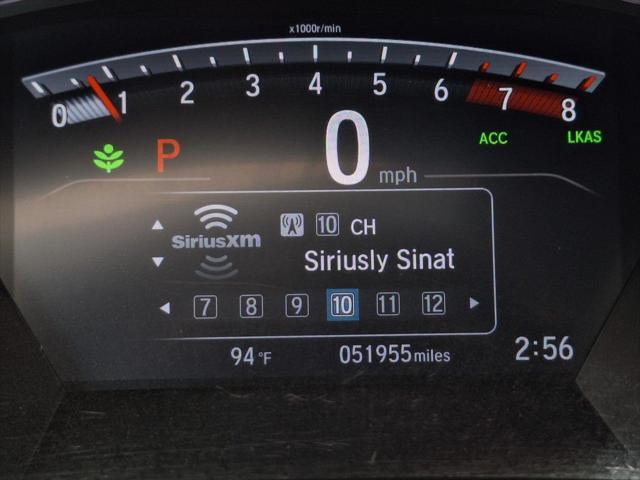 x1000r/min
0 1 2 3 4 5 6 7 8
P 0 mph ACC LKAS
SiriusXM 10 CH
Siriusly Sinat
7 8 9 10 11 12
94°F 051955 miles 2:56